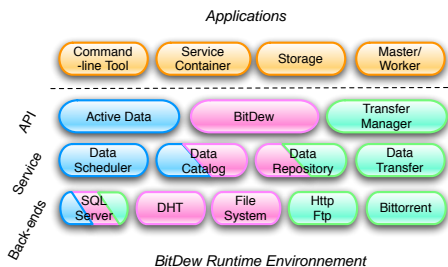 Applications
Command
-line Tool
Service
Container
Storage
Master/
Worker
API
Active Data
BitDew
Transfer
Manager
Service
Data
Scheduler
Data
Catalog
Data
Repository
Data
Transfer
Back-ends
SQL
Server
DHT
File
System
Http
Ftp
Bittorrent
BitDew Runtime Environnement